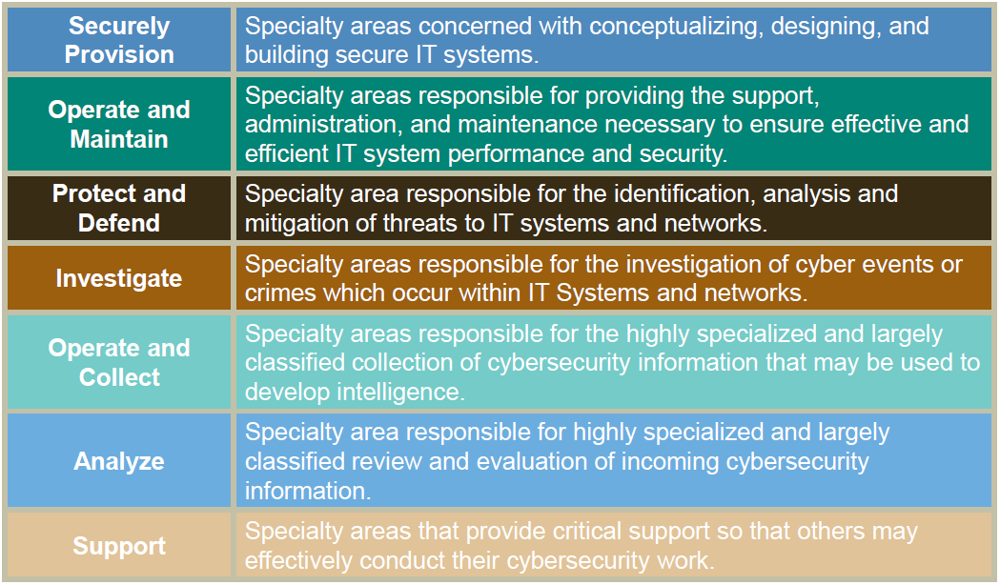 Securely
Provision
Specialty areas concerned with conceptualizing, designing, and
building secure IT systems.
Operate and
Maintain
Specialty areas responsible for providing the support,
administration, and maintenance necessary to ensure effective and
efficient IT system performance and security.
Protect and
Defend
Specialty area responsible for the identification, analysis and
mitigation of threats to IT systems and networks.
Investigate
Specialty areas responsible for the investigation of cyber events or
crimes which occur within IT Systems and networks.
Operate and
Collect
Specialty areas responsible for the highly specialized and largely
classified collection of cybersecurity information that may be used to
develop intelligence.
Analyze
Specialty area responsible for highly specialized and largely
classified review and evaluation of incoming cybersecurity
information.
Support
Specialty areas that provide critical support so that others may
effectively conduct their cybersecurity work.